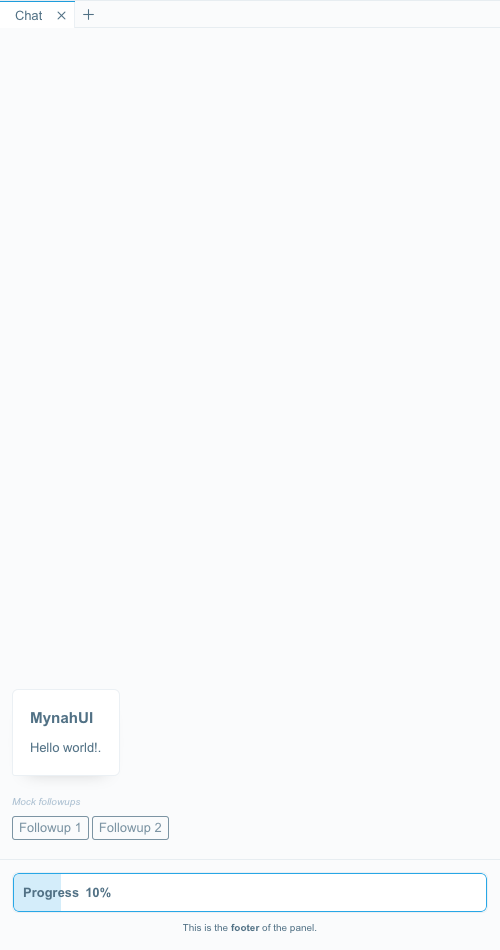 Chat
MynahUI
Hello world!.
Mock followups
Followup 1 Followup 2
Progress 10%
This is the footer of the panel.